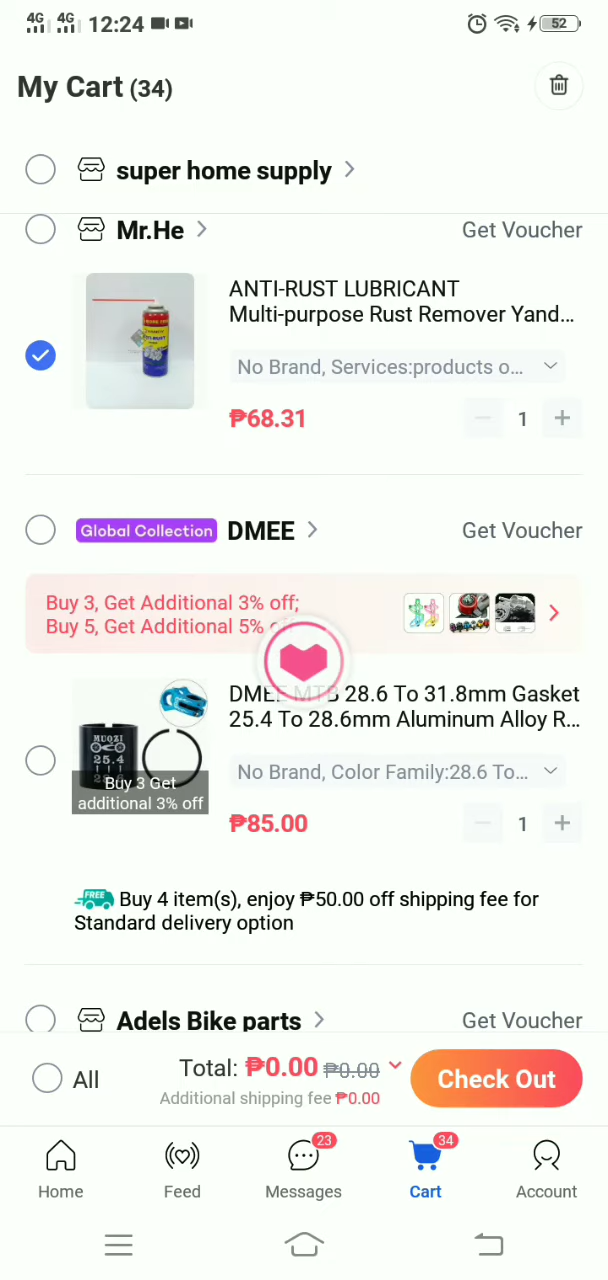 4G 4G 12:24 52
My Cart (34)
super home supply
Mr.He Get Voucher
ANTI-RUST LUBRICANT
Multi-purpose Rust Remover Yand...
No Brand, Services:products o...
₱68.31 1
Global Collection DMEE Get Voucher
Buy 3, Get Additional 3% off;
Buy 5, Get Additional 5%
DMEE MTB 28.6 To 31.8mm Gasket
25.4 To 28.6mm Aluminum Alloy R...
MUQZI
25.4
Buy 3 Get
additional 3% off
No Brand, Color Family:28.6 To...
₱85.00 1
FREE Buy 4 item(s), enjoy ₱50.00 off shipping fee for
Standard delivery option
Adels Bike parts Get Voucher
All Total: ₱0.00 ₱0.00 Check Out
Additional shipping fee ₱0.00
23 34
Home Feed Messages Cart Account